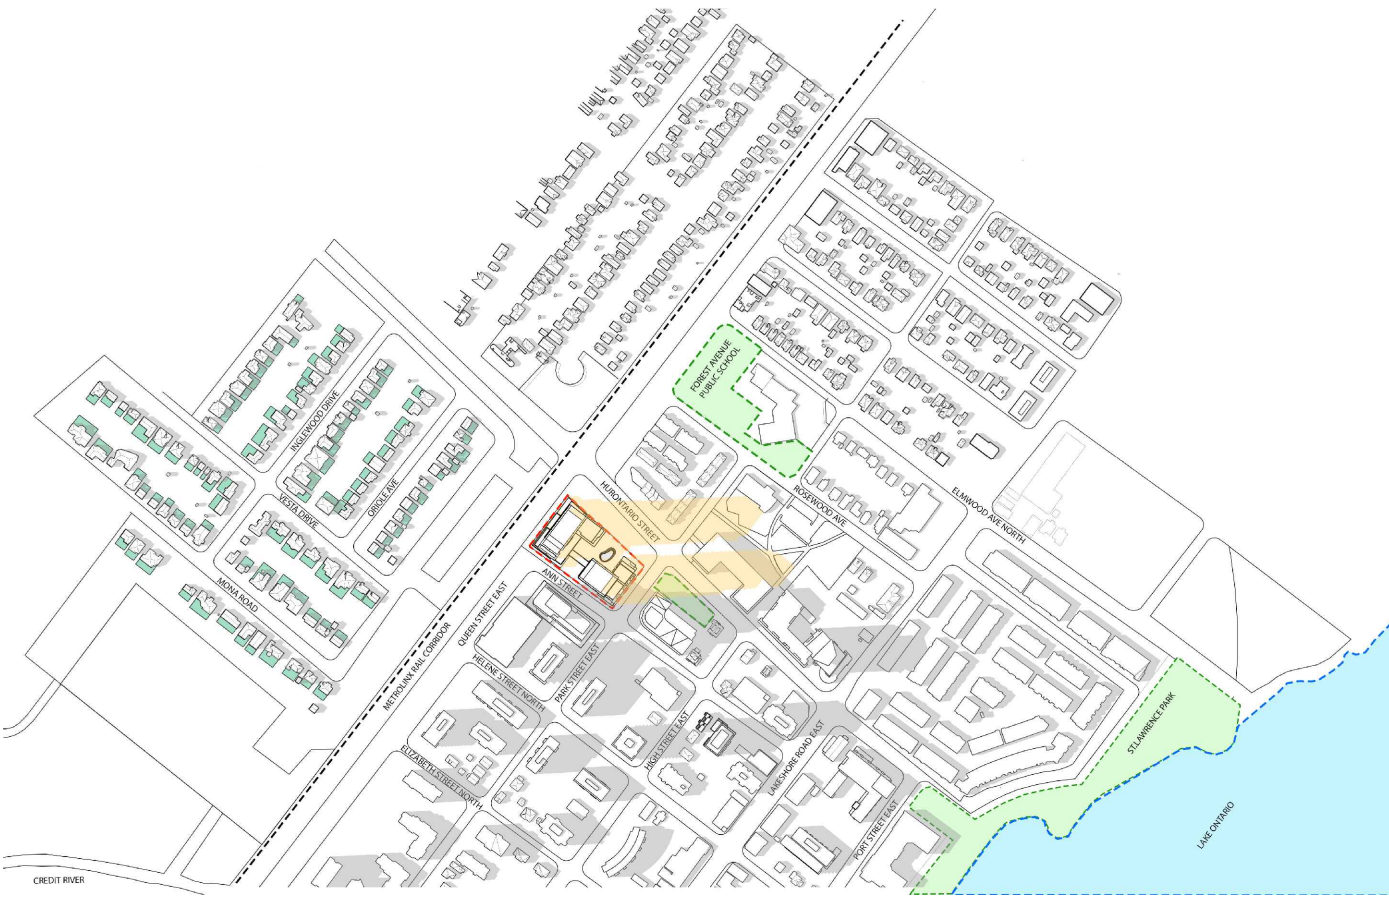 FOREST AVENUE
PUBLIC SCHOOL
INGLEWOOD DRIVE
ORIOLE AVE
VESTA DRIVE
HURONTARIO STREET
ROSEWOOD AVE
ELMWOOD AVE NORTH
MONA ROAD
ANN STREET
QUEEN STREET EAST
METROLINX RAIL CORRIDOR
HELENE STREET NORTH
PARK STREET EAST
ELIZABETH STREET NORTH
HIGH STREET EAST
LAKESHORE ROAD EAST
PORT STREET EAST
ST.LAWRENCE PARK
LAKE ONTARIO
CREDIT RIVER